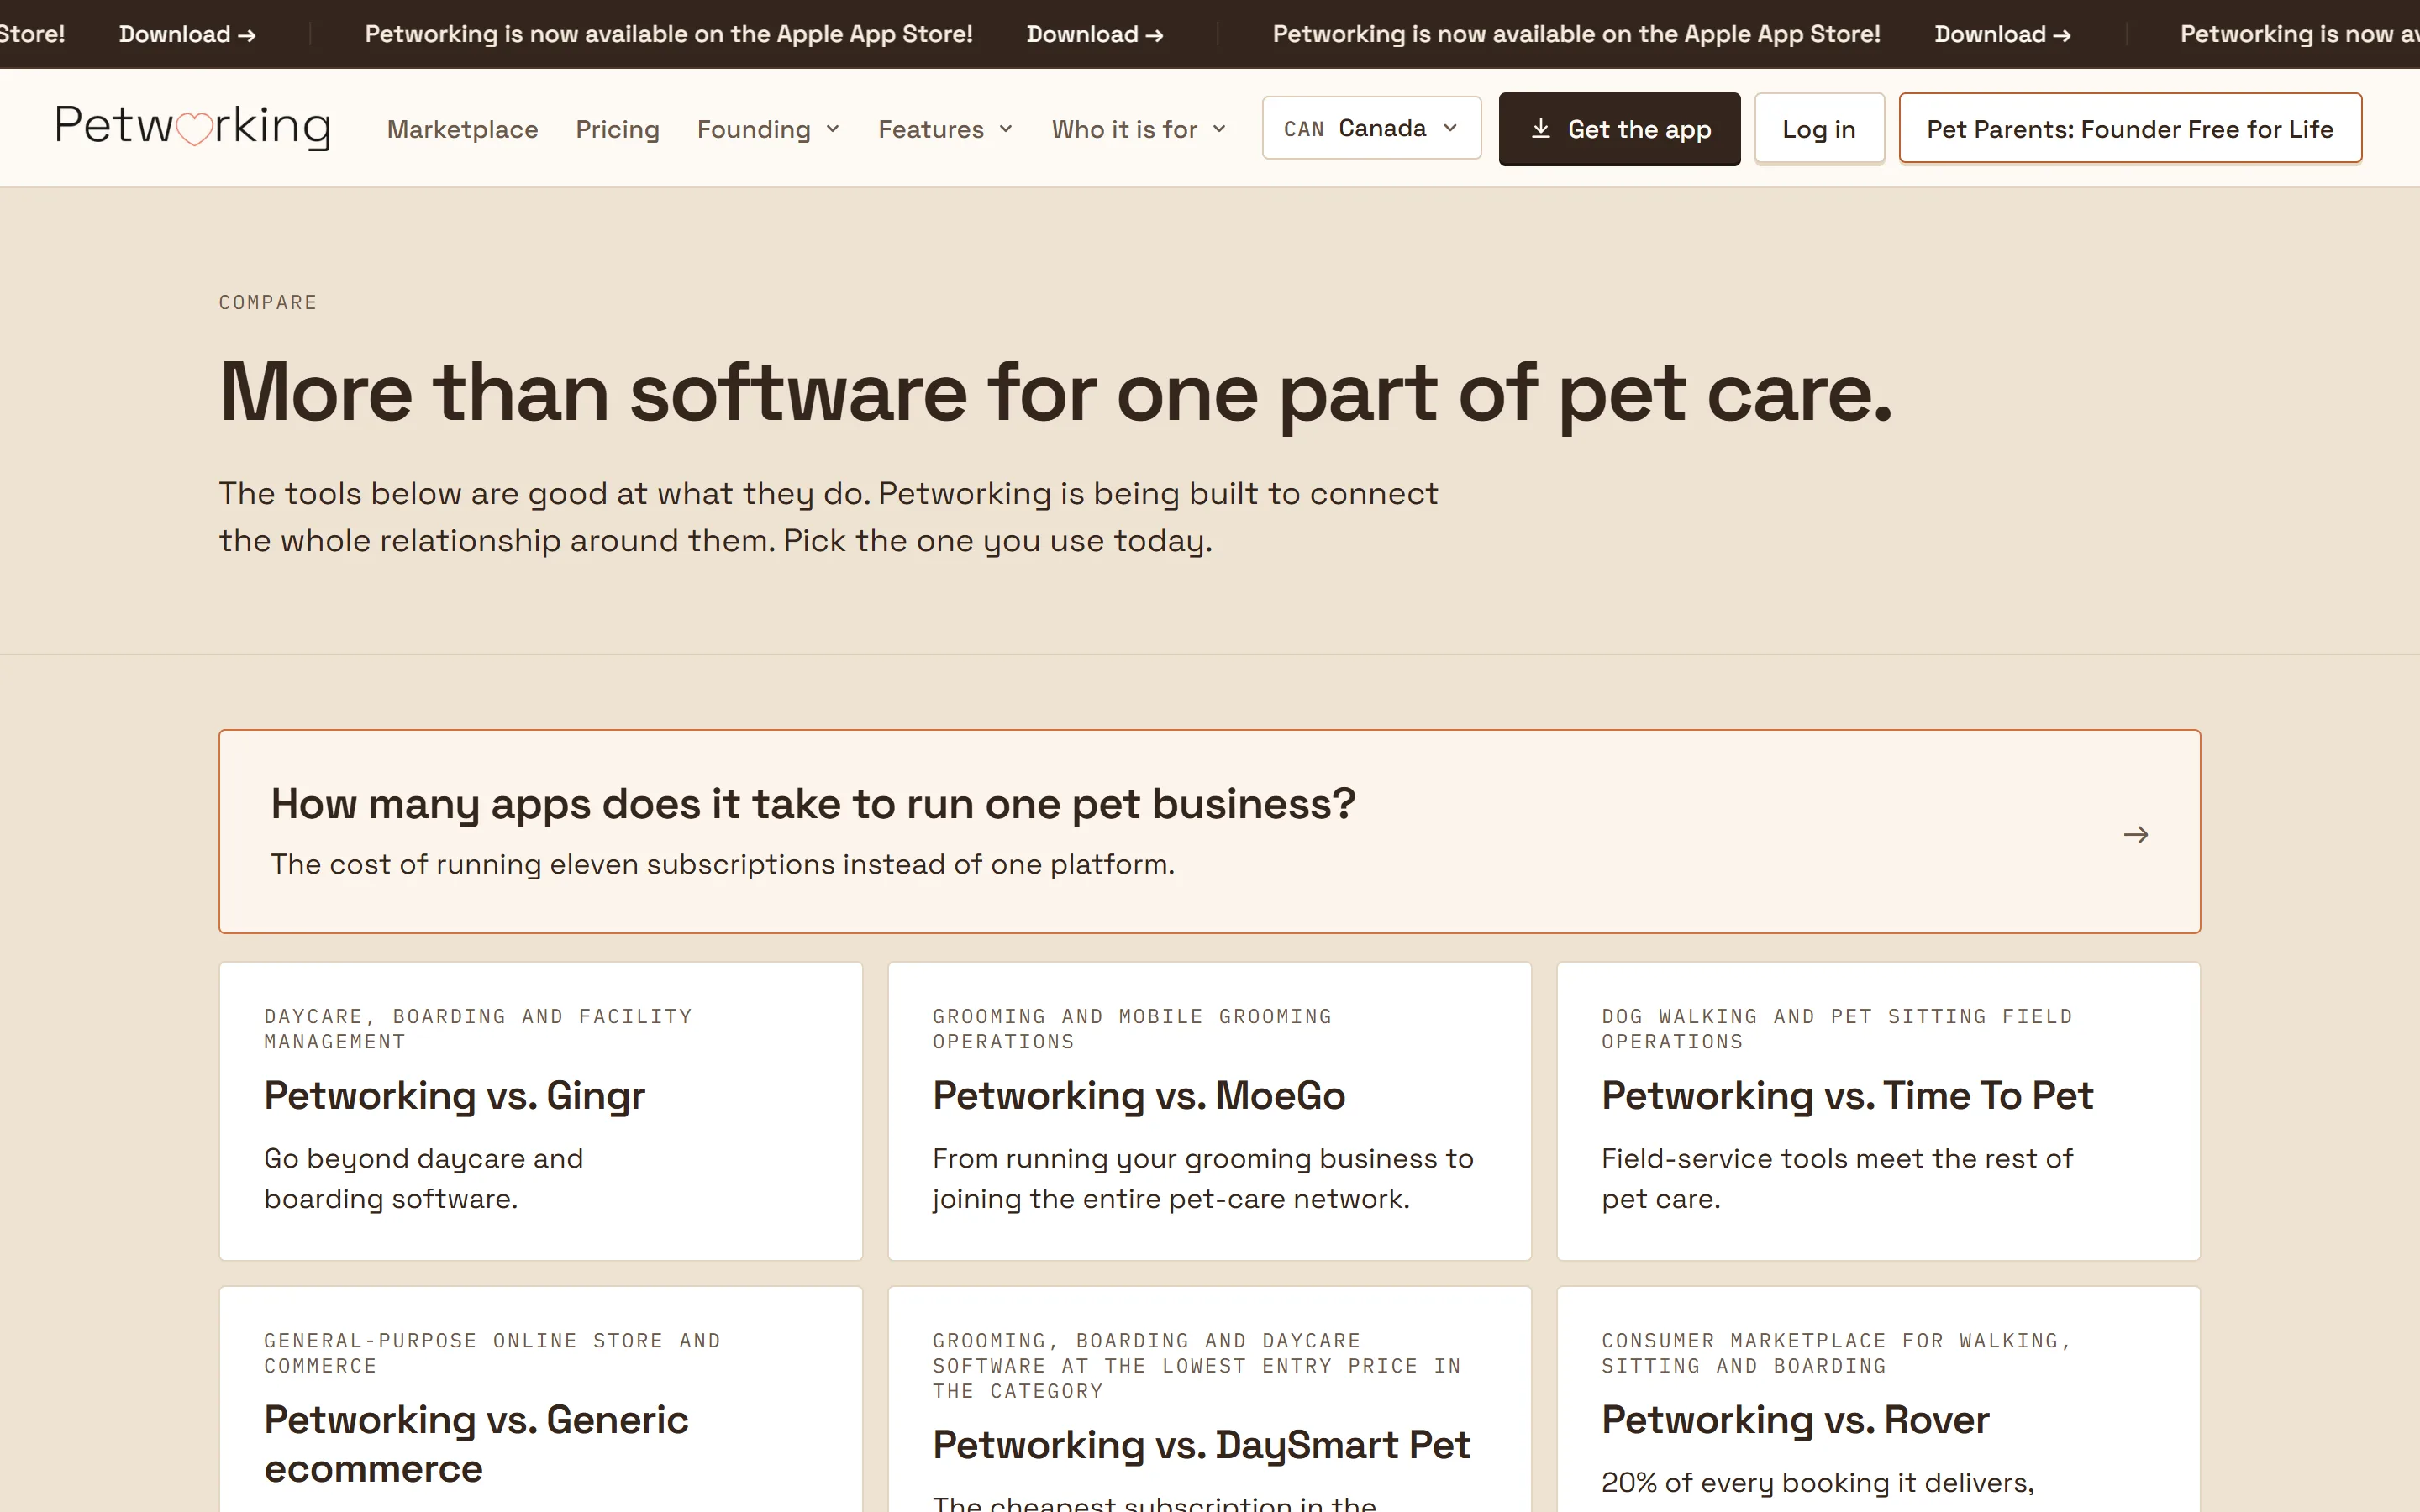 Store! Download → Petworking is now available on the Apple App Store! Download → Petworking is now available on the Apple App Store! Download → Petworking is now
Petworking Marketplace Pricing Founding Features Who it is for CAN Canada Get the app Log in Pet Parents: Founder Free for Life
COMPARE
More than software for one part of pet care.
The tools below are good at what they do. Petworking is being built to connect
the whole relationship around them. Pick the one you use today.
How many apps does it take to run one pet business?
The cost of running eleven subscriptions instead of one platform.
→
DAYCARE, BOARDING AND FACILITY
MANAGEMENT
Petworking vs. Gingr
Go beyond daycare and
boarding software.
GROOMING AND MOBILE GROOMING
OPERATIONS
Petworking vs. MoeGo
From running your grooming business to
joining the entire pet-care network.
DOG WALKING AND PET SITTING FIELD
OPERATIONS
Petworking vs. Time To Pet
Field-service tools meet the rest of
pet care.
GENERAL-PURPOSE ONLINE STORE AND
COMMERCE
Petworking vs. Generic
ecommerce
GROOMING, BOARDING AND DAYCARE
SOFTWARE AT THE LOWEST ENTRY PRICE IN
THE CATEGORY
Petworking vs. DaySmart Pet
The cheapest subscription in the
CONSUMER MARKETPLACE FOR WALKING,
SITTING AND BOARDING
Petworking vs. Rover
20% of every booking it delivers,